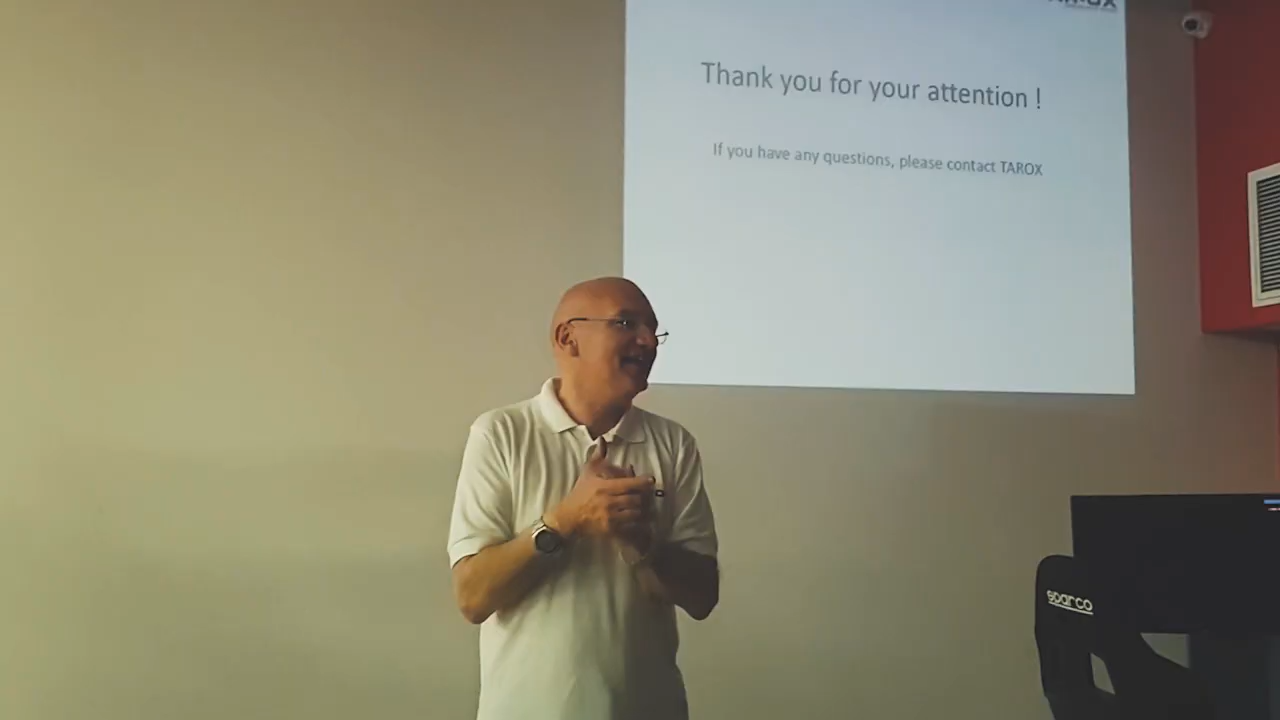 Thank you for your attention !
If you have any questions, please contact TAROX
sparco